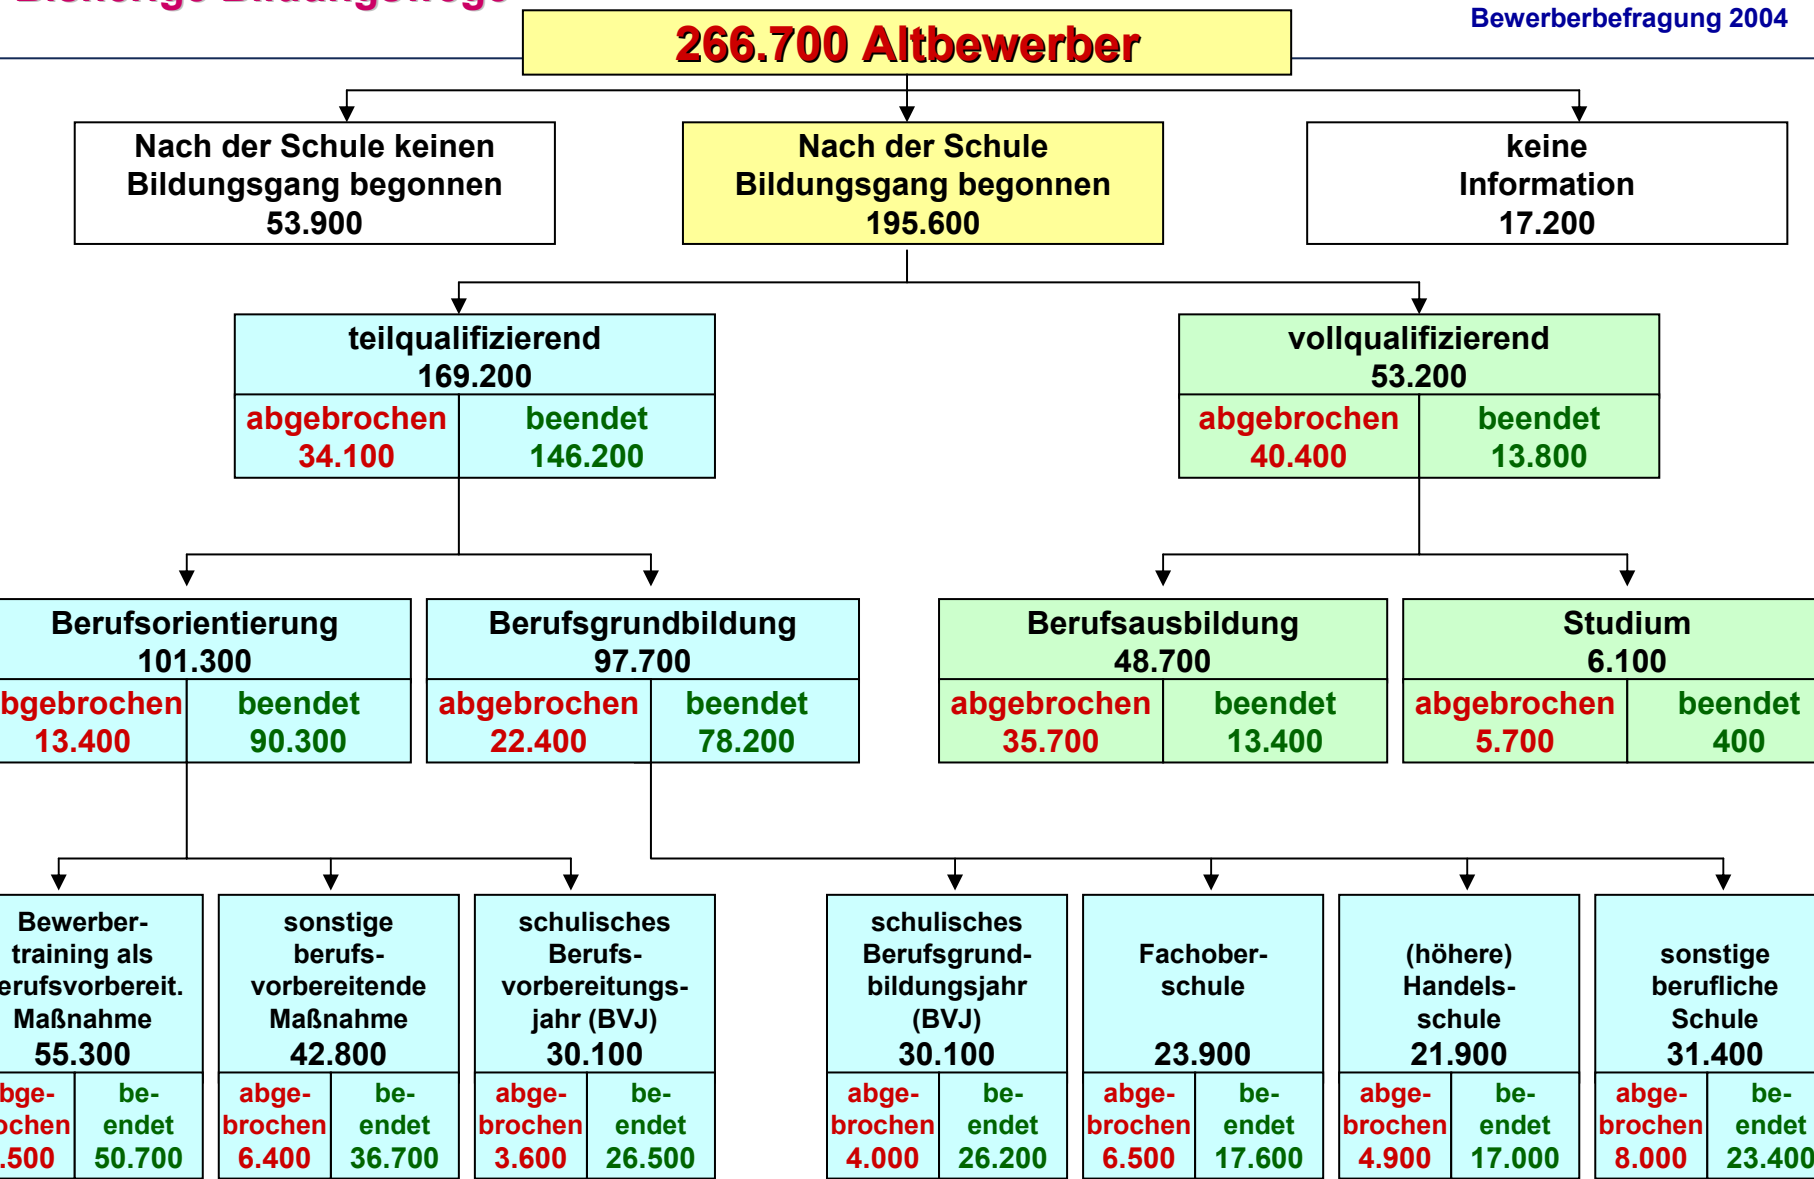 Bewerberbefragung 2004
266.700 Altbewerber
Nach der Schule keinen
Bildungsgang begonnen
53.900
Nach der Schule
Bildungsgang begonnen
195.600
keine
Information
17.200
teilqualifizierend
169.200
abgebrochen
34.100
beendet
146.200
vollqualifizierend
53.200
abgebrochen
40.400
beendet
13.800
Berufsorientierung
101.300
bgebrochen
13.400
beendet
90.300
Berufsgrundbildung
97.700
abgebrochen
22.400
beendet
78.200
Berufsausbildung
48.700
abgebrochen
35.700
beendet
13.400
Studium
6.100
abgebrochen
5.700
beendet
400
Bewerber-
training als
erufsvorbereit.
Maßnahme
55.300
bge-
ochen
.500
be-
endet
50.700
sonstige
berufs-
vorbereitende
Maßnahme
42.800
abge-
brochen
6.400
be-
endet
36.700
schulisches
Berufs-
vorbereitungs-
jahr (BVJ)
30.100
abge-
brochen
3.600
be-
endet
26.500
schulisches
Berufsgrund-
bildungsjahr
(BVJ)
30.100
abge-
brochen
4.000
be-
endet
26.200
Fachober-
schule
23.900
abge-
brochen
6.500
be-
endet
17.600
(höhere)
Handels-
schule
21.900
abge-
brochen
4.900
be-
endet
17.000
sonstige
berufliche
Schule
31.400
abge-
brochen
8.000
be-
endet
23.400